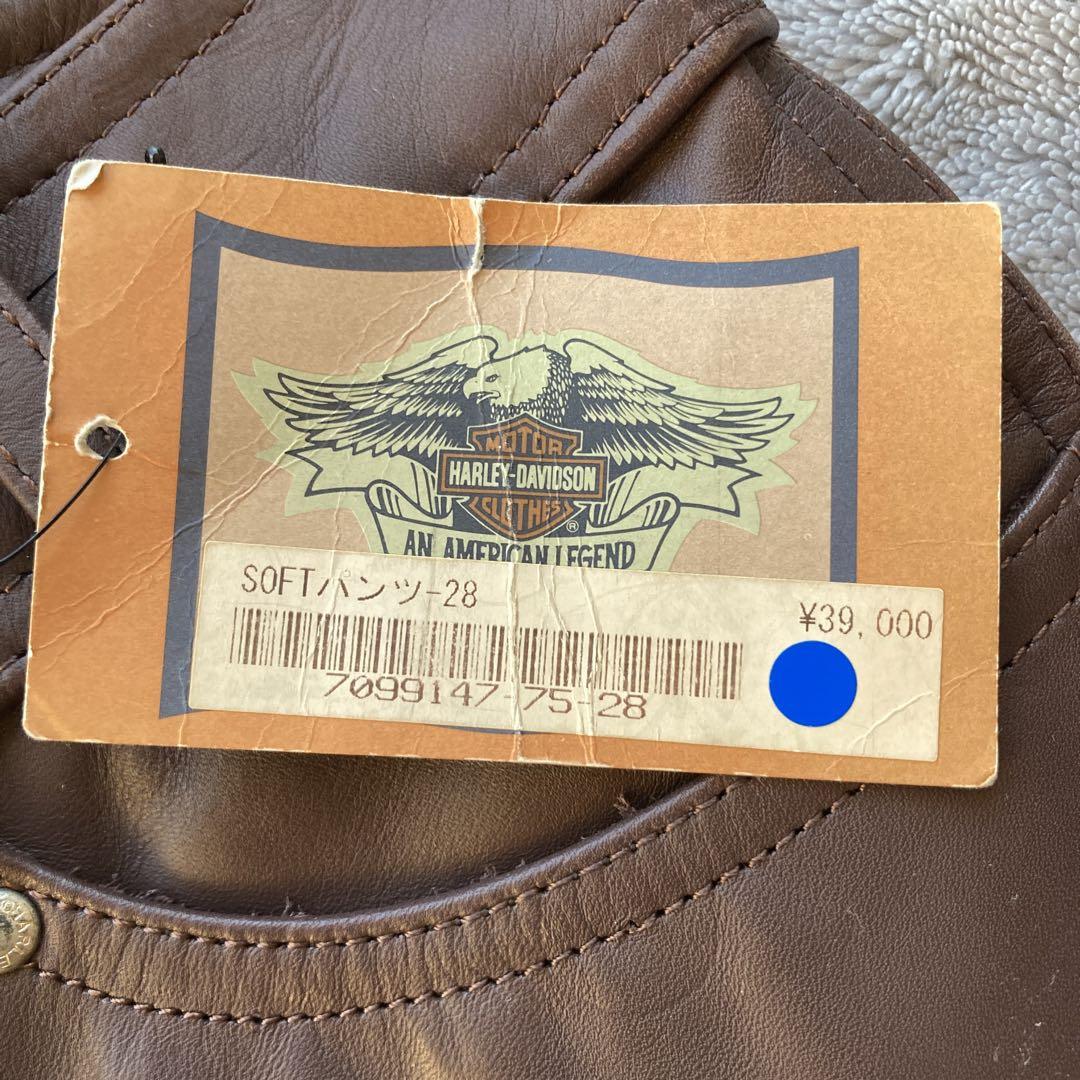 MOTOR
HARLEY-DAVIDSON
CLOTHES
®
AN AMERICAN LEGEND
SOFTパンツ-28
¥39,000
7099147-75-28